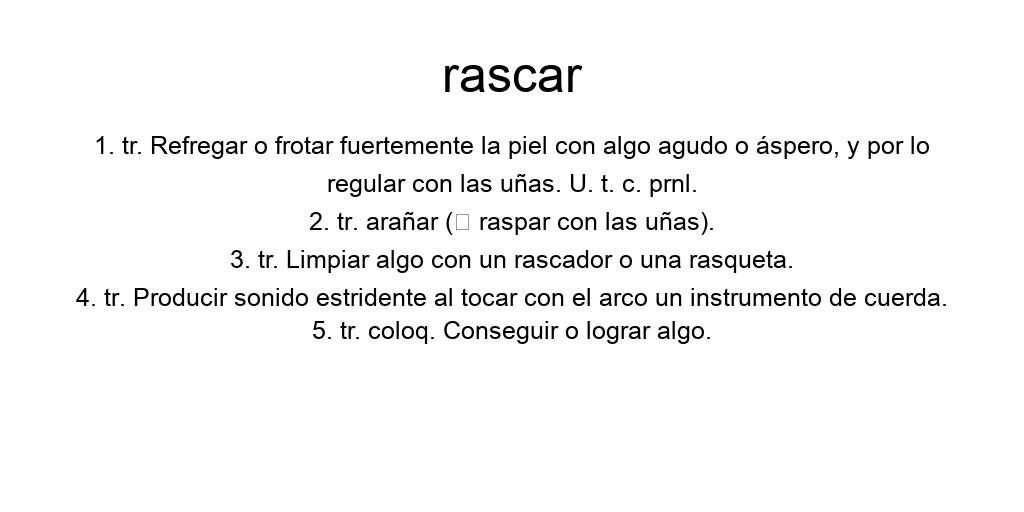 rascar
1. tr. Refregar o frotar fuertemente la piel con algo agudo o áspero, y por lo
regular con las uñas. U. t. c. prnl.
2. tr. arañar (□ raspar con las uñas).
3. tr. Limpiar algo con un rascador o una rasqueta.
4. tr. Producir sonido estridente al tocar con el arco un instrumento de cuerda.
5. tr. coloq. Conseguir o lograr algo.